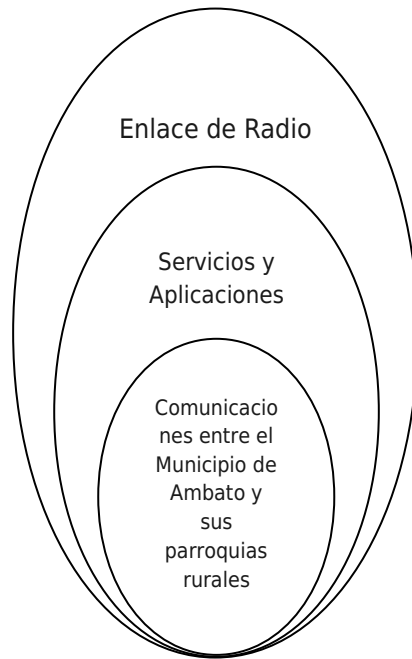 Enlace de Radio
Servicios y
Aplicaciones
Comunicacio
nes entre el
Municipio de
Ambato y
sus
parroquias
rurales